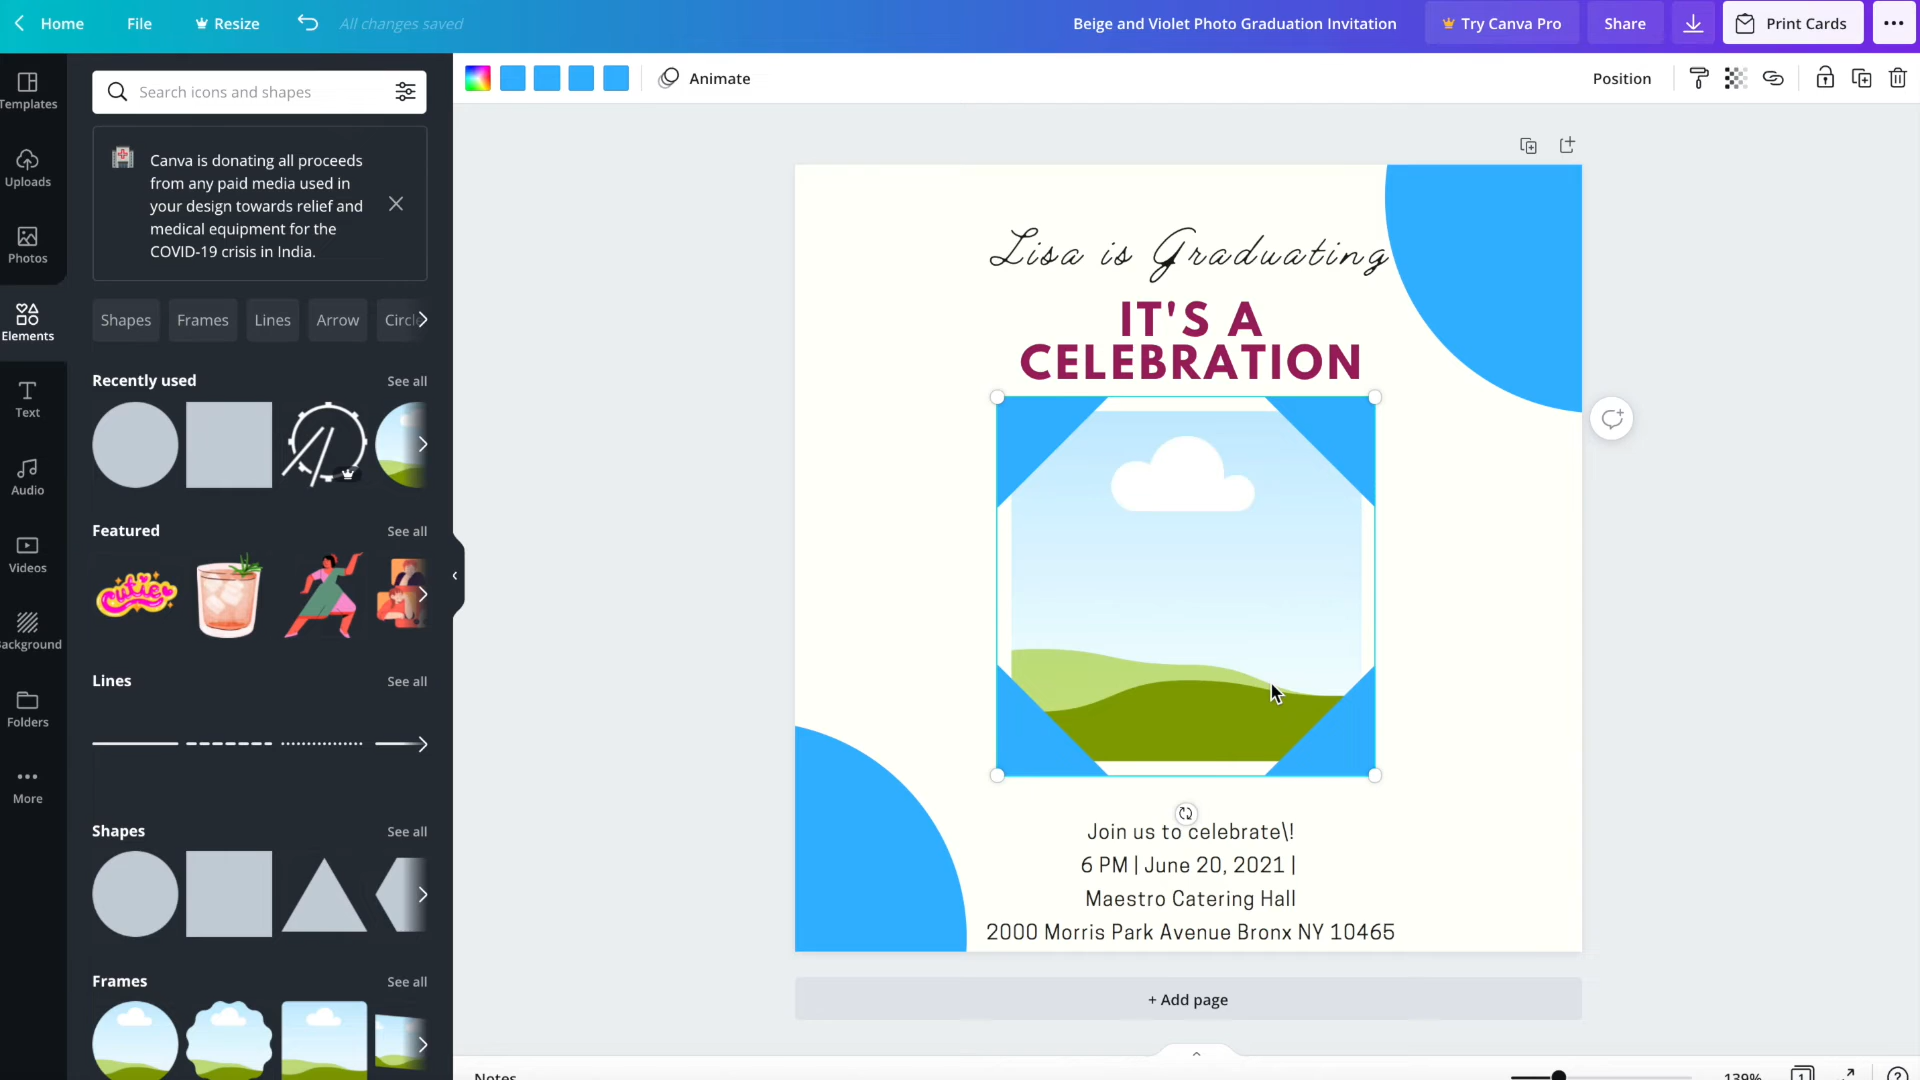 Home
File
Resize
All changes saved
Beige and Violet Photo Graduation Invitation
Try Canva Pro
Share
Print Cards
Animate
Position
Templates
Uploads
Photos
Elements
Text
Audio
Videos
Background
Folders
More
Search icons and shapes
Canva is donating all proceeds
from any paid media used in
your design towards relief and
medical equipment for the
COVID-19 crisis in India.
Shapes
Frames
Lines
Arrow
Circle
Recently used
See all
Featured
See all
Cutie
Lines
See all
Shapes
See all
Frames
See all
Lisa is Graduating
IT'S A
CELEBRATION
Join us to celebrate\!
6 PM | June 20, 2021 |
Maestro Catering Hall
2000 Morris Park Avenue Bronx NY 10465
+ Add page
Notes
139%
1
?